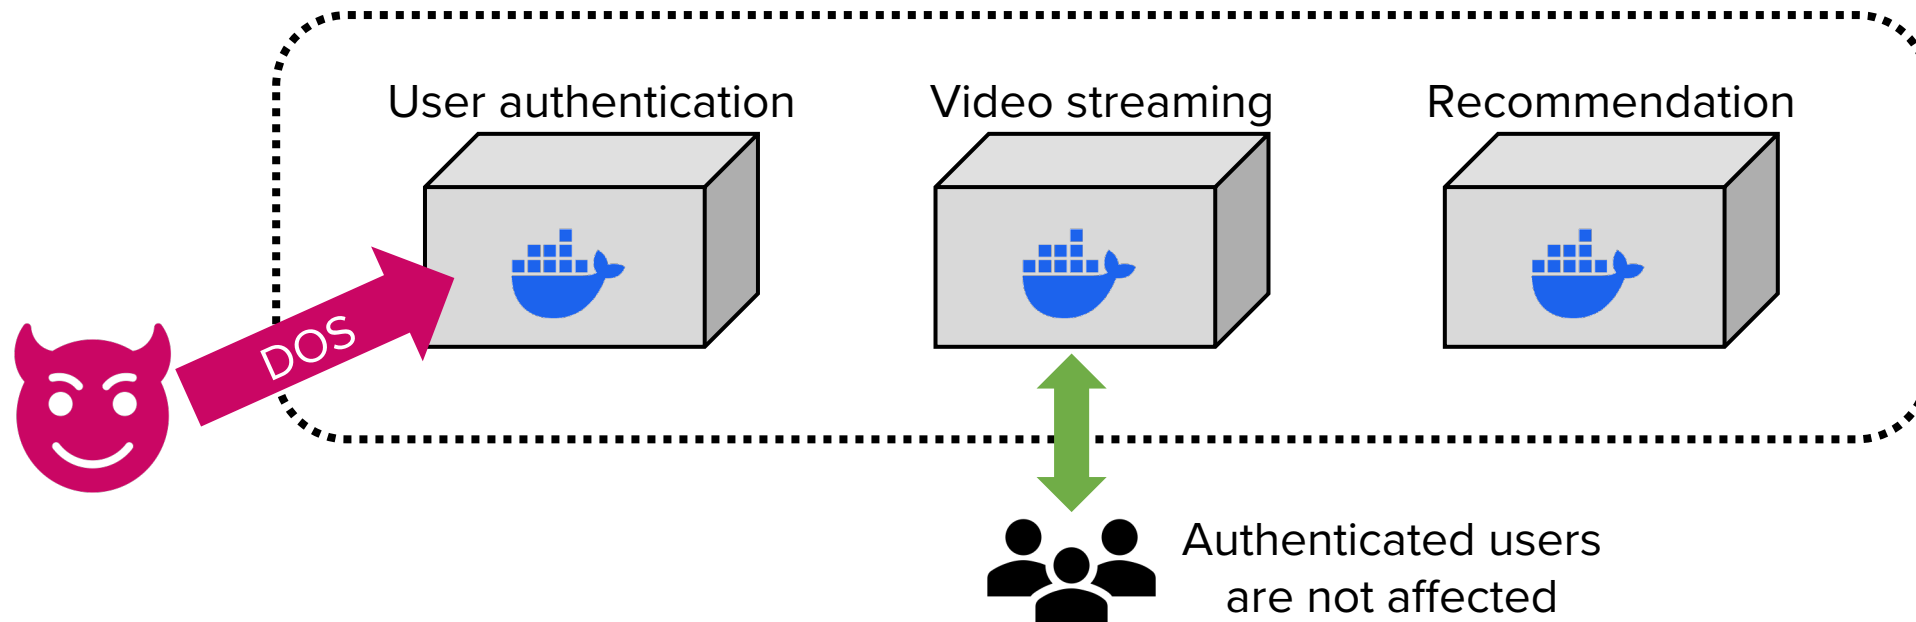 User authentication
Video streaming
Recommendation
DOS
Authenticated users
are not affected